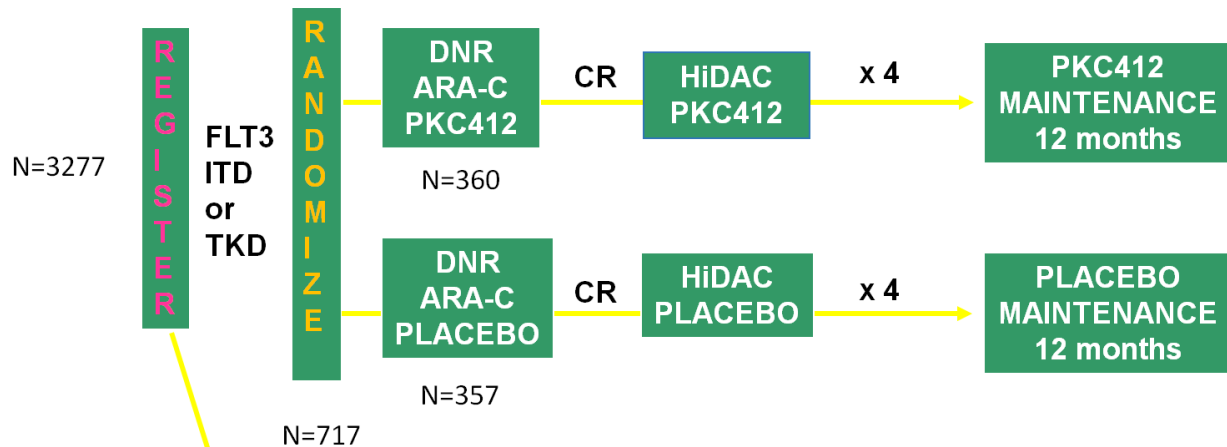 N=3277
REGISTER
FLT3
ITD
or
TKD
RANDOMIZE
N=717
DNR
ARA-C
PKC412
N=360
CR
HiDAC
PKC412
x 4
PKC412
MAINTENANCE
12 months
DNR
ARA-C
PLACEBO
N=357
CR
HiDAC
PLACEBO
x 4
PLACEBO
MAINTENANCE
12 months